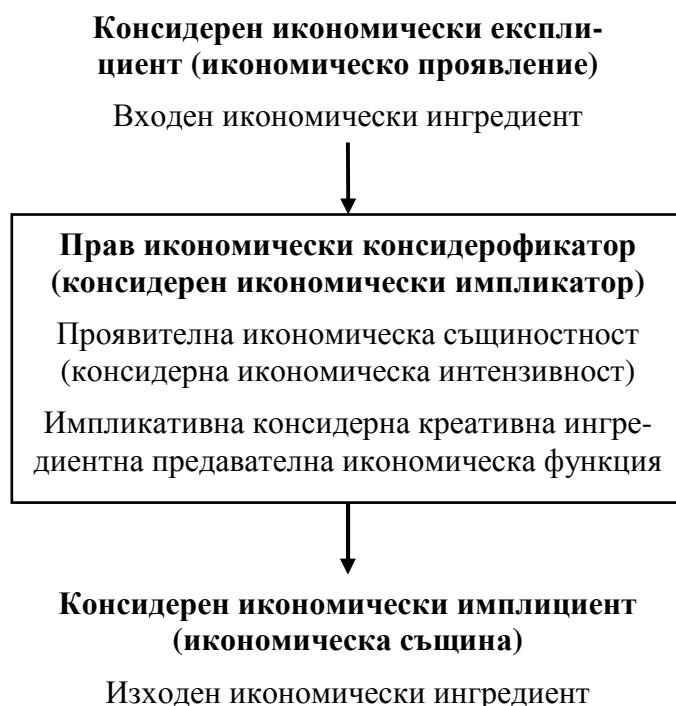 Консидерен икономически експли-
циент (икономическо проявление)
Входен икономически ингредиент
Прав икономически консидерофикатор
(консидерен икономически импликатор)
Проявителна икономическа същиностност
(консидерна икономическа интензивност)
Импликативна консидерна креативна ингре-
диентна предавателна икономическа функция
Консидерен икономически имплициент
(икономическа същина)
Изходен икономически ингредиент